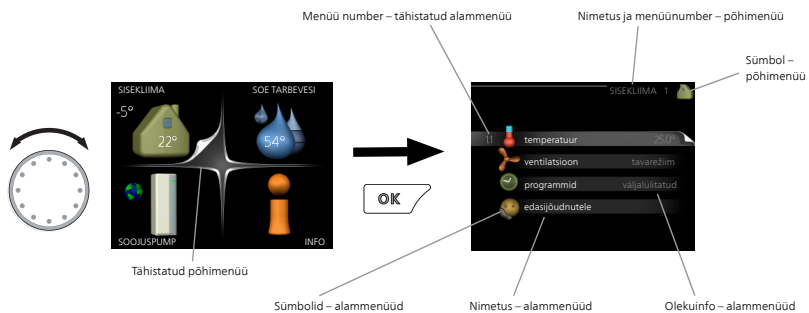 Menüü number – tähistatud alammenüü
Nimetus ja menüünumber – põhimenüü
Sümbol –
põhimenüü
SISEKLIIMA
SOE TARBEVESI
-5°
22°
54°
SOOJUSPUMP
INFO
Tähistatud põhimenüü
OK
SISEKLIIMA 1
1.1
temperatuur
25.0°
ventilatsioon
tavarežiim
programmid
väljalülitatud
edasijõudnutele
Sümbolid – alammenüüd
Nimetus – alammenüüd
Olekuinfo – alammenüüd